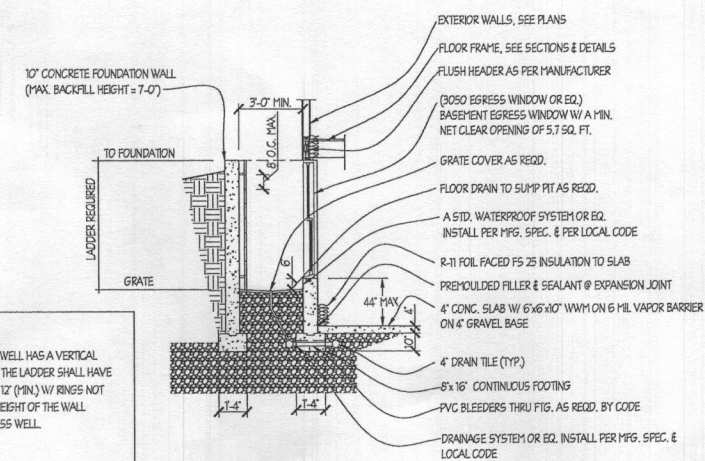 EXTERIOR WALLS, SEE PLANS
FLOOR FRAME, SEE SECTIONS & DETAILS
FLUSH HEADER AS PER MANUFACTURER
(3050 EGRESS WINDOW OR EQ.)
BASEMENT EGRESS WINDOW W/ A MIN.
NET CLEAR OPENING OF 5.7 SQ. FT.
GRATE COVER AS REQD.
FLOOR DRAIN TO SUMP PIT AS REQD.
A STD. WATERPROOF SYSTEM OR EQ.
INSTALL PER MFG. SPEC. & PER LOCAL CODE
R-11 FOIL FACED FS 25 INSULATION TO SLAB
PREMOULDED FILLER & SEALANT @ EXPANSION JOINT
4" CONC. SLAB W/ 6"x6"x10" WWM ON 6 MIL VAPOR BARRIER
ON 4" GRAVEL BASE
4" DRAIN TILE (TYP.)
8"x 16" CONTINUOUS FOOTING
PVC BLEEDERS THRU FTG. AS REQD. BY CODE
DRAINAGE SYSTEM OR EQ. INSTALL PER MFG. SPEC. &
LOCAL CODE
10" CONCRETE FOUNDATION WALL
(MAX. BACKFILL HEIGHT = 7'-0")
3'-0" MIN.
8" O.C. MAX.
TO FOUNDATION
LADDER REQUIRED
GRATE
6"
44" MAX
4"
10"
1'-4"
1'-4"
WELL HAS A VERTICAL
THE LADDER SHALL HAVE
12" (MIN.) W/ RINGS NOT
EIGHT OF THE WALL
SS WELL.